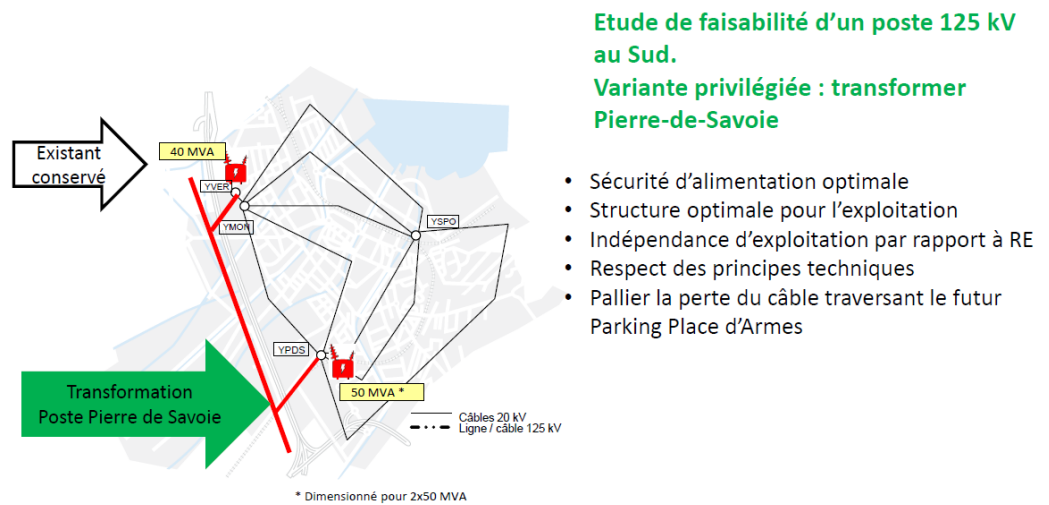 Etude de faisabilité d'un poste 125 kV
au Sud.
Variante privilégiée : transformer
Pierre-de-Savoie
• Sécurité d'alimentation optimale
• Structure optimale pour l'exploitation
• Indépendance d'exploitation par rapport à RE
• Respect des principes techniques
• Pallier la perte du câble traversant le futur
Parking Place d'Armes
Existant
conservé
40 MVA
YVER
YMON
YSPO
YPDS
50 MVA *
Transformation
Poste Pierre de Savoie
Câbles 20 kV
Ligne / câble 125 kV
* Dimensionné pour 2x50 MVA